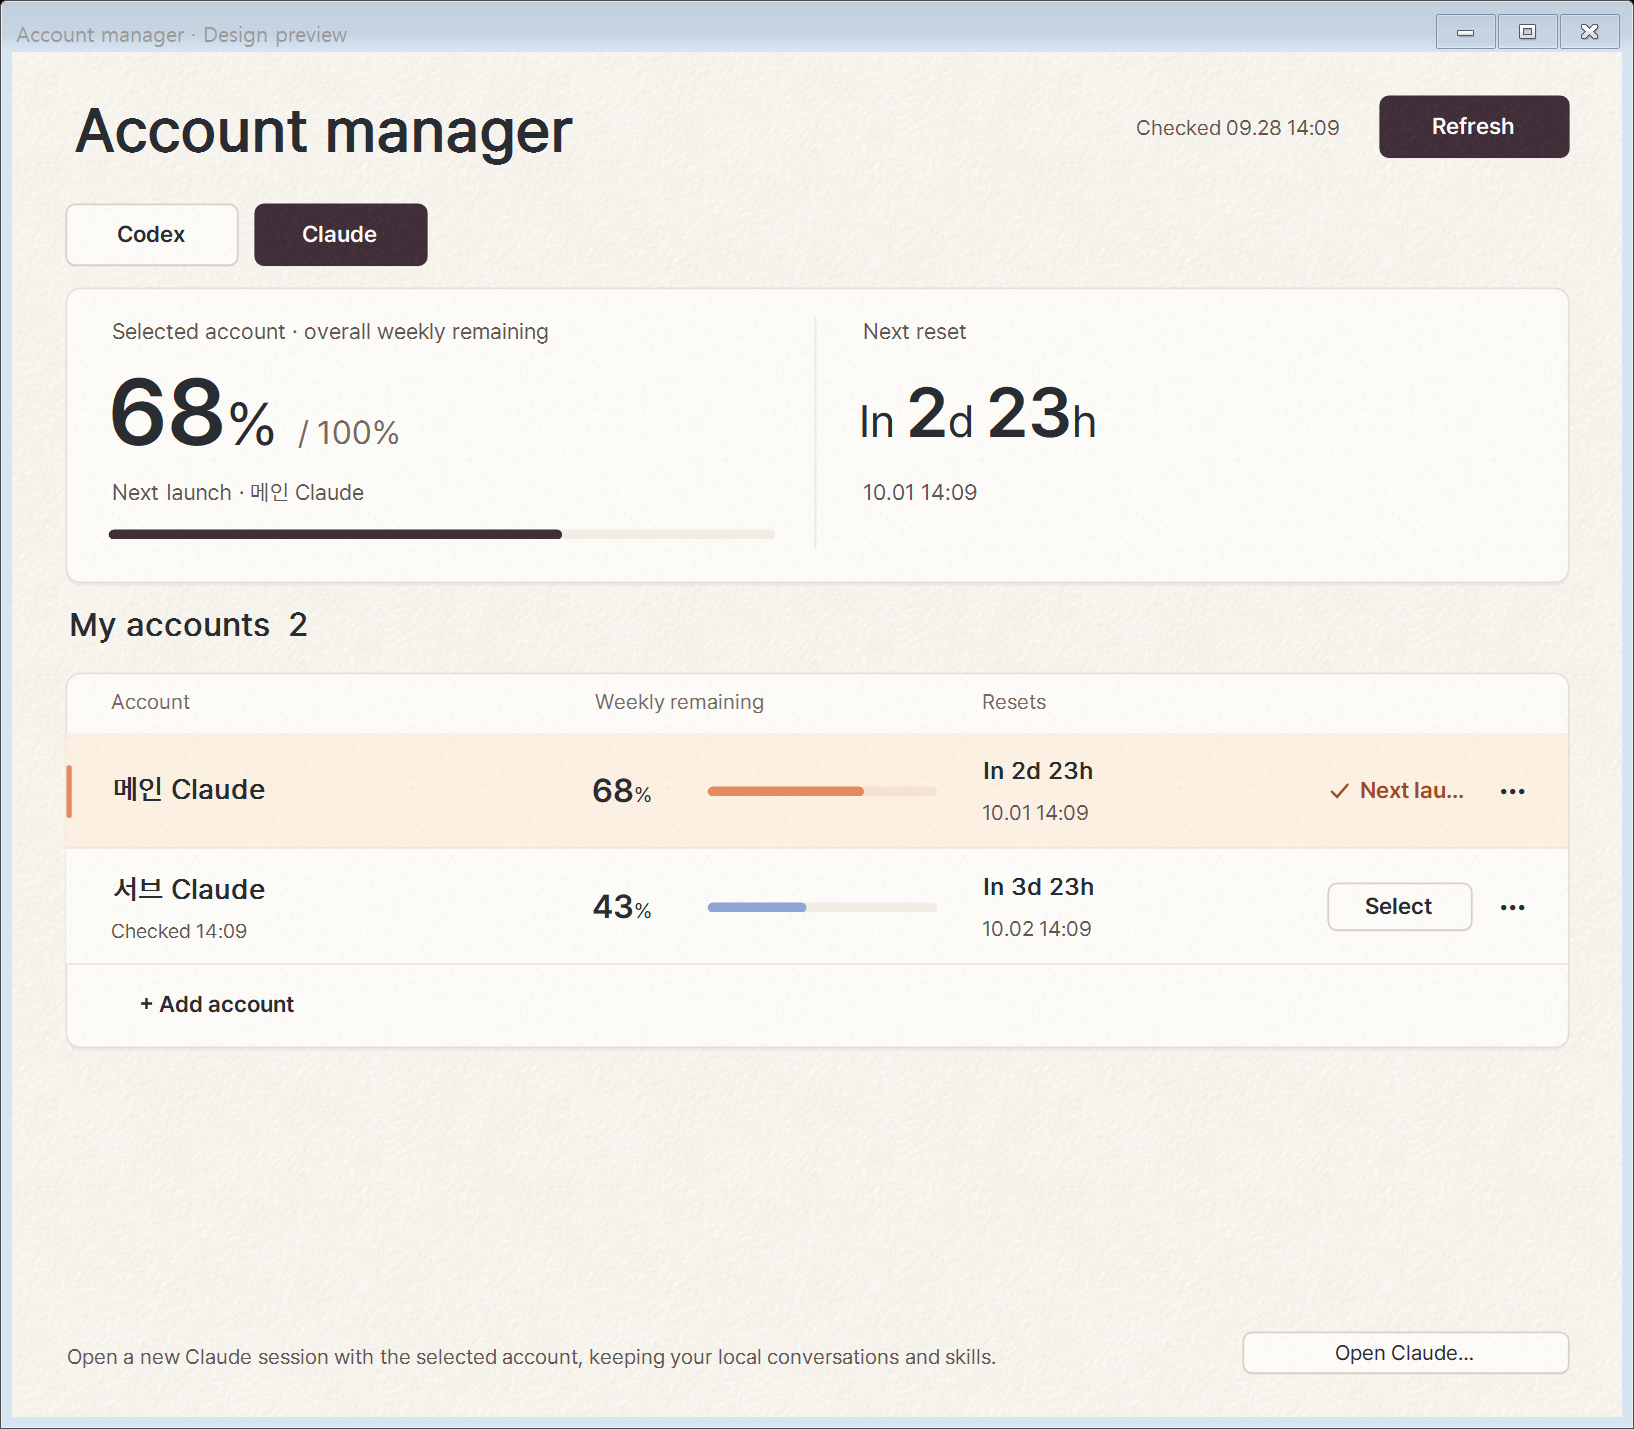 Account manager · Design preview
Account manager
Checked 09.28 14:09
Refresh
Codex
Claude
Selected account · overall weekly remaining
68% / 100%
Next launch · 메인 Claude
Next reset
In 2d 23h
10.01 14:09
My accounts 2
Account
Weekly remaining
Resets
메인 Claude
68%
In 2d 23h
10.01 14:09
✓ Next lau...
서브 Claude
Checked 14:09
43%
In 3d 23h
10.02 14:09
Select
+ Add account
Open a new Claude session with the selected account, keeping your local conversations and skills.
Open Claude...